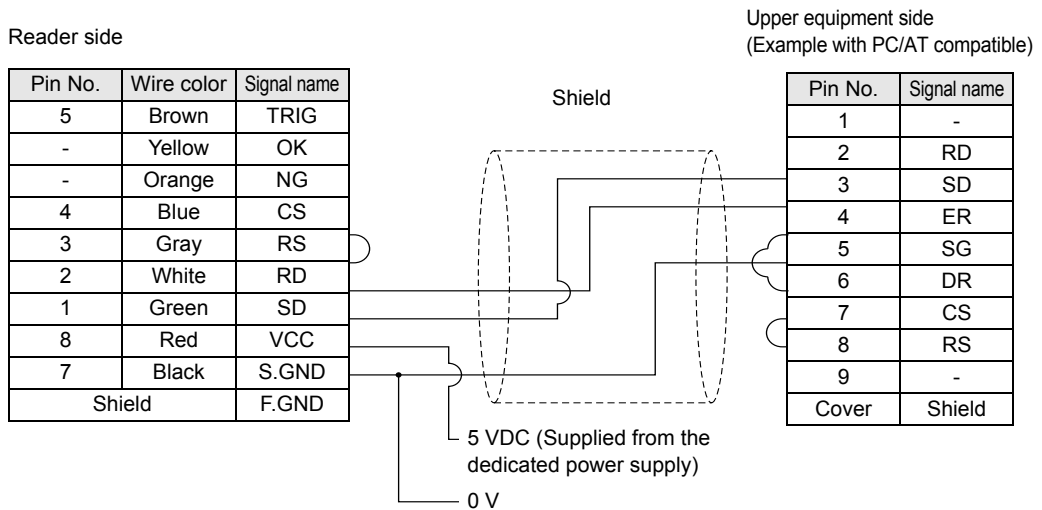 Reader side
Upper equipment side
(Example with PC/AT compatible)
Pin No. Wire color Signal name
5 Brown TRIG
- Yellow OK
- Orange NG
4 Blue CS
3 Gray RS
2 White RD
1 Green SD
8 Red VCC
7 Black S.GND
Shield F.GND
Shield
Pin No. Signal name
1 -
2 RD
3 SD
4 ER
5 SG
6 DR
7 CS
8 RS
9 -
Cover Shield
5 VDC (Supplied from the
dedicated power supply)
0 V